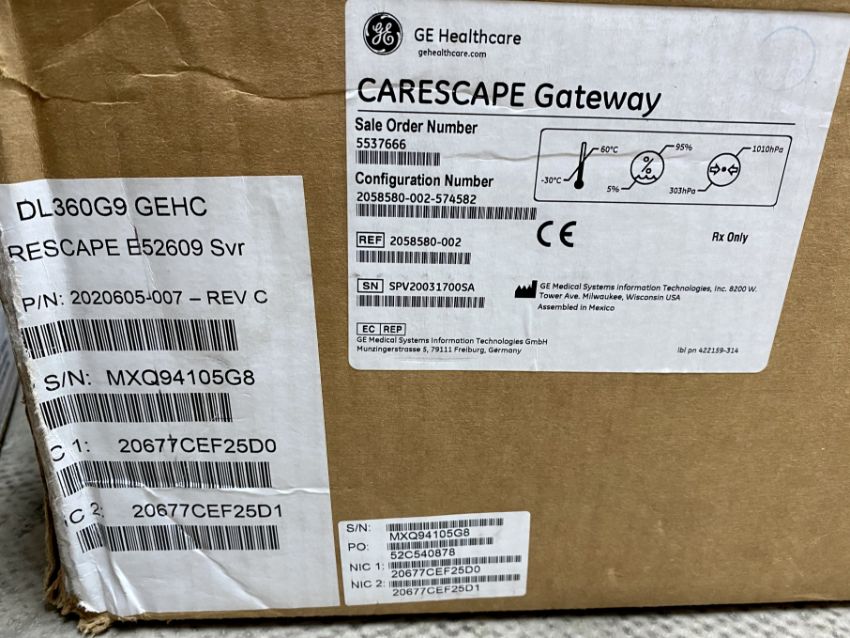 GE Healthcare
gehealthcare.com
CARESCAPE Gateway
Sale Order Number
5537666
Configuration Number
2058580-002-574582
REF 2058580-002
SN SPV20031700SA
EC REP
GE Medical Systems Information Technologies GmbH
Munzingerstrasse 5, 79111 Freiburg, Germany
-30°C
60°C
%
5%
95%
303hPa
1010hPa
CE
Rx Only
GE Medical Systems Information Technologies, Inc. 8200 W.
Tower Ave. Milwaukee, Wisconsin USA
Assembled in Mexico
lbl pn 422159-314
DL360G9 GEHC
RESCAPE E52609 Svr
P/N: 2020605-007 – REV C
S/N: MXQ94105G8
C 1: 20677CEF25D0
C 2: 20677CEF25D1
S/N:
MXQ94105G8
PO:
52C540878
NIC 1:
20677CEF25D0
NIC 2:
20677CEF25D1